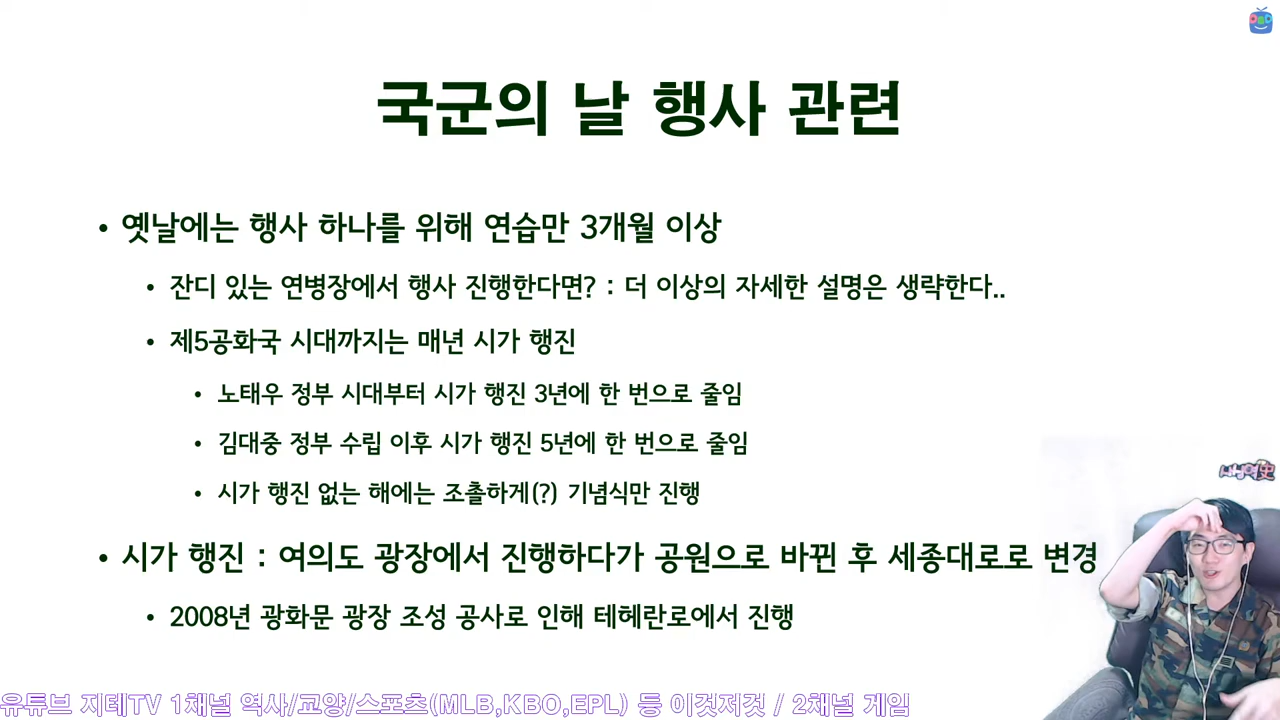 국군의 날 행사 관련
• 옛날에는 행사 하나를 위해 연습만 3개월 이상
• 잔디 있는 연병장에서 행사 진행한다면? : 더 이상의 자세한 설명은 생략한다..
• 제5공화국 시대까지는 매년 시가 행진
• 노태우 정부 시대부터 시가 행진 3년에 한 번으로 줄임
• 김대중 정부 수립 이후 시가 행진 5년에 한 번으로 줄임
• 시가 행진 없는 해에는 조촐하게(?) 기념식만 진행
• 시가 행진 : 여의도 광장에서 진행하다가 공원으로 바뀐 후 세종대로로 변경
• 2008년 광화문 광장 조성 공사로 인해 테헤란로에서 진행
유튜브 지테TV 1채널 역사/교양/스포츠(MLB,KBO,EPL) 등 이것저것 / 2채널 게임